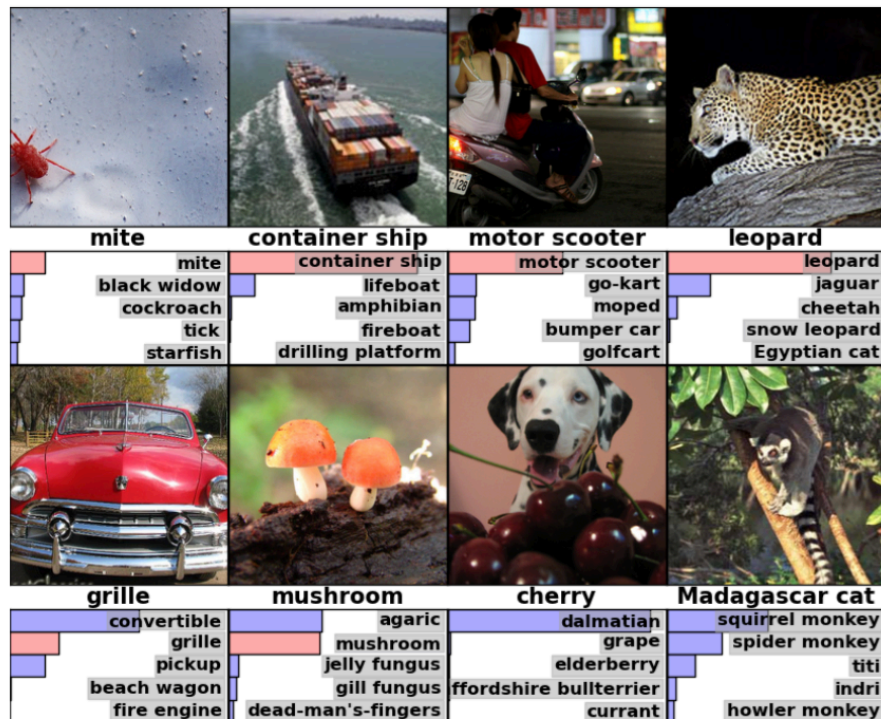 mite
container ship
motor scooter
leopard
mite
black widow
cockroach
tick
starfish
container ship
lifeboat
amphibian
fireboat
drilling platform
motor scooter
go-kart
moped
bumper car
golfcart
leopard
jaguar
cheetah
snow leopard
Egyptian cat
grille
mushroom
cherry
Madagascar cat
convertible
grille
pickup
beach wagon
fire engine
agaric
mushroom
jelly fungus
gill fungus
dead-man's-fingers
dalmatian
grape
elderberry
ffordshire bullterrier
currant
squirrel monkey
spider monkey
titi
indri
howler monkey